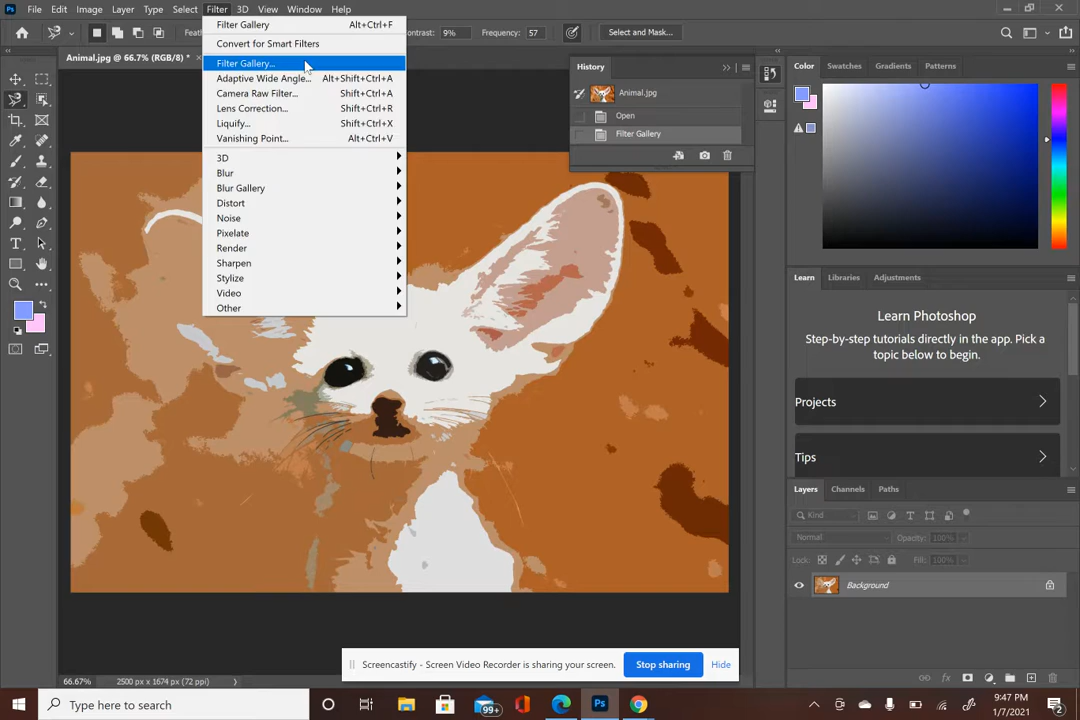 File Edit Image Layer Type Select Filter 3D View Window Help
Contrast: 9% Frequency: 57 Select and Mask...
Animal.jpg @ 66.7% (RGB/8) * ×
Filter Gallery Alt+Ctrl+F
Convert for Smart Filters
Filter Gallery...
Adaptive Wide Angle... Alt+Shift+Ctrl+A
Camera Raw Filter... Shift+Ctrl+A
Lens Correction... Shift+Ctrl+R
Liquify... Shift+Ctrl+X
Vanishing Point... Alt+Ctrl+V
3D
Blur
Blur Gallery
Distort
Noise
Pixelate
Render
Sharpen
Stylize
Video
Other
History
Animal.jpg
Open
Filter Gallery
Color Swatches Gradients Patterns
Learn Libraries Adjustments
Learn Photoshop
Step-by-step tutorials directly in the app. Pick a
topic below to begin.
Projects
Tips
Layers Channels Paths
Kind
Normal Opacity: 100%
Lock: Fill: 100%
Background
Screencastify - Screen Video Recorder is sharing your screen. Stop sharing Hide
66.67% 2500 px x 1674 px (72 ppi)
Type here to search
99+
Ps
9:47 PM
1/7/2021
2